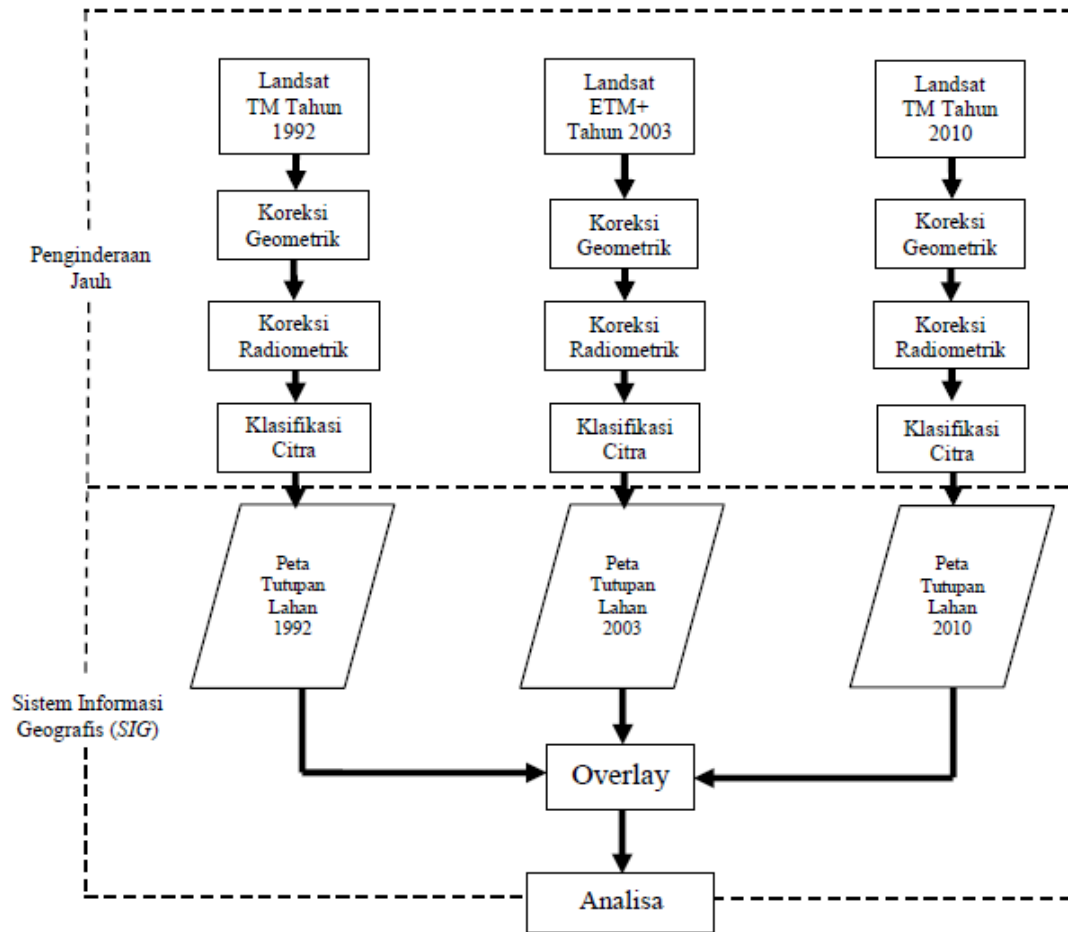 Landsat
TM Tahun
1992
Landsat
ETM+
Tahun 2003
Landsat
TM Tahun
2010
Koreksi
Geometrik
Koreksi
Geometrik
Koreksi
Geometrik
Penginderaan
Jauh
Koreksi
Radiometrik
Koreksi
Radiometrik
Koreksi
Radiometrik
Klasifikasi
Citra
Klasifikasi
Citra
Klasifikasi
Citra
Peta
Tutupan
Lahan
1992
Peta
Tutupan
Lahan
2003
Peta
Tutupan
Lahan
2010
Sistem Informasi
Geografis (SIG)
Overlay
Analisa